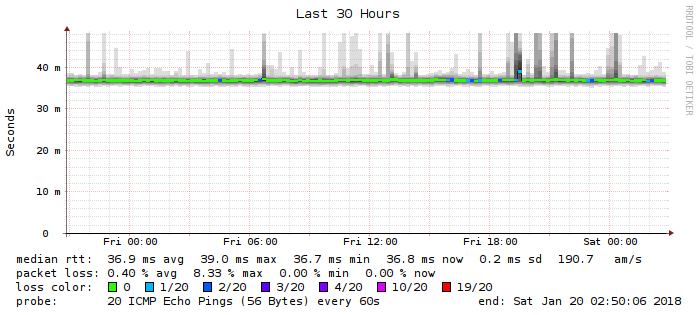 Last 30 Hours
RRDTOOL / TOBI OETIKER
Seconds
40 m
30 m
20 m
10 m
0
Fri 00:00 Fri 06:00 Fri 12:00 Fri 18:00 Sat 00:00
median rtt: 36.9 ms avg 39.0 ms max 36.7 ms min 36.8 ms now 0.2 ms sd 190.7 am/s
packet loss: 0.40 % avg 8.33 % max 0.00 % min 0.00 % now
loss color: 0 1/20 2/20 3/20 4/20 10/20 19/20
probe: 20 ICMP Echo Pings (56 Bytes) every 60s end: Sat Jan 20 02:50:06 2018